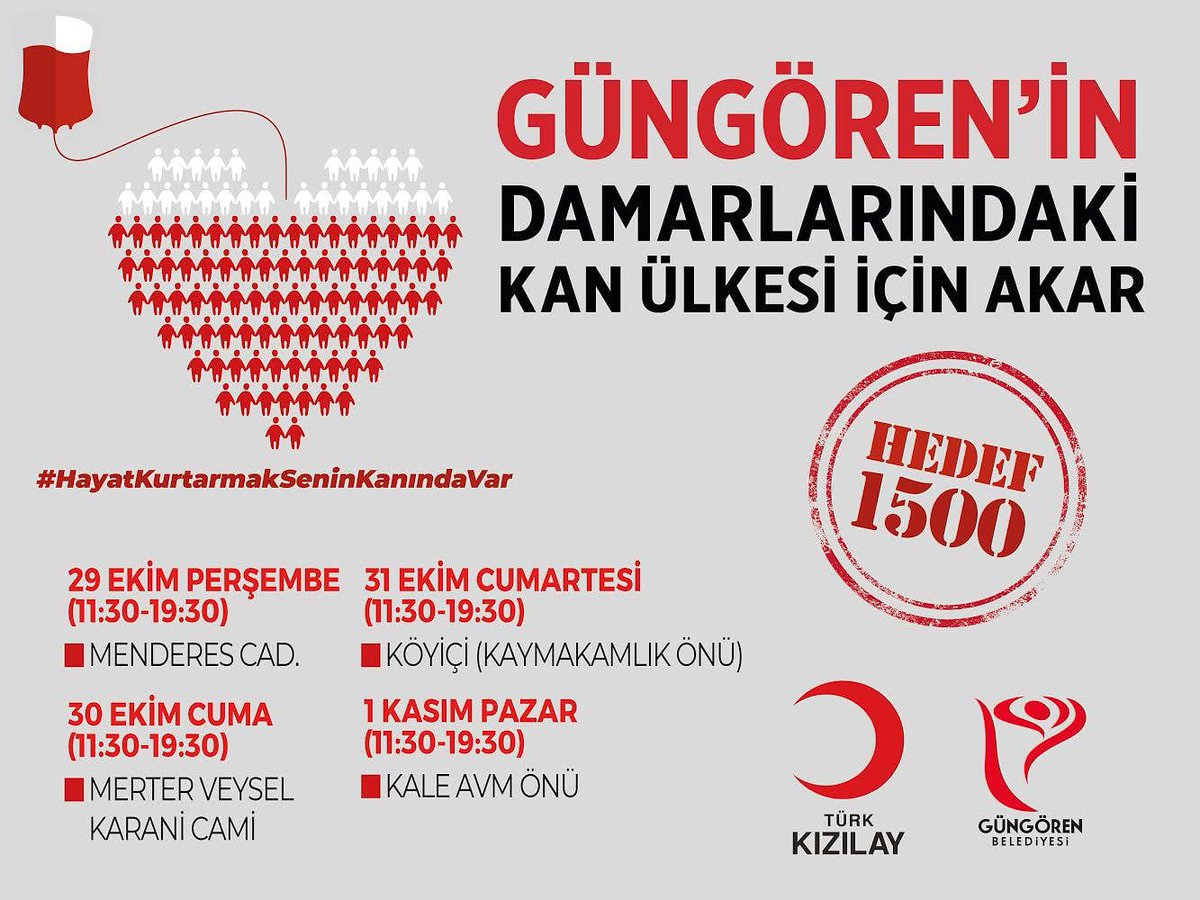 GÜNGÖREN’İN
DAMARLARINDAKİ
KAN ÜLKESİ İÇİN AKAR
HEDEF
1500
#HayatKurtarmakSeninKanındaVar
29 EKİM PERŞEMBE
(11:30-19:30)
MENDERES CAD.
30 EKİM CUMA
(11:30-19:30)
MERTER VEYSEL
KARANİ CAMİ
31 EKİM CUMARTESİ
(11:30-19:30)
KÖYİÇİ (KAYMAKAMLIK ÖNÜ)
1 KASIM PAZAR
(11:30-19:30)
KALE AVM ÖNÜ
TÜRK
KIZILAY
GÜNGÖREN
BELEDİYESİ